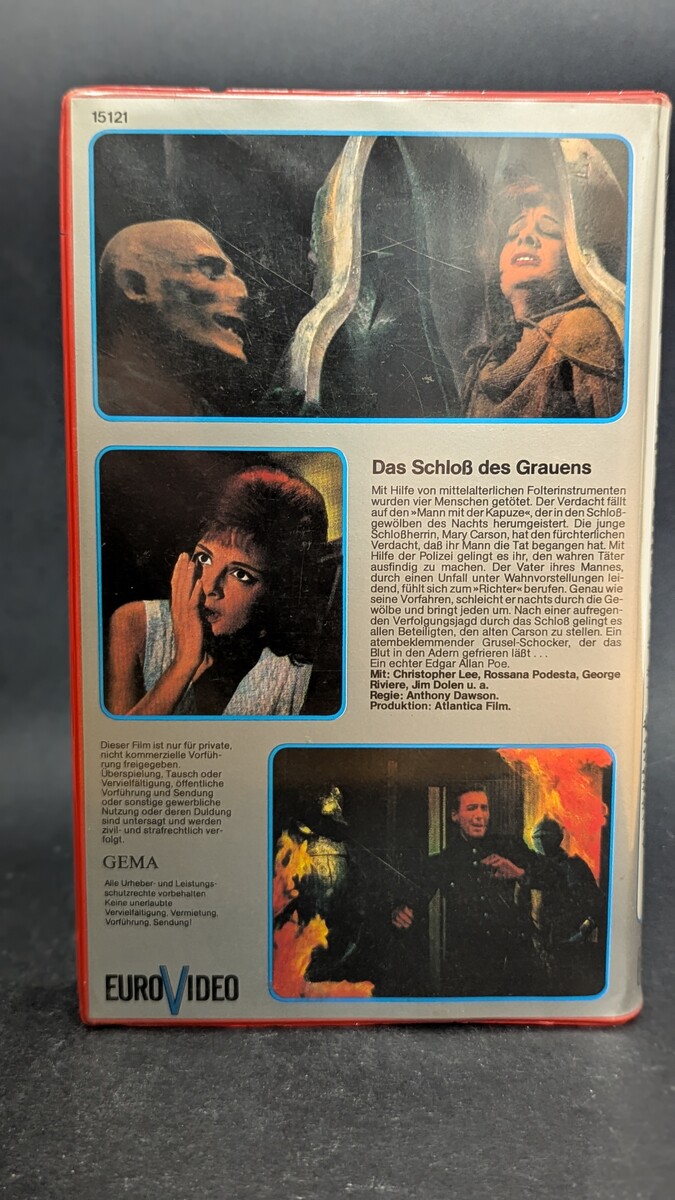 15121
Das Schloß des Grauens
Mit Hilfe von mittelalterlichen Folterinstrumenten
wurden vier Menschen getötet. Der Verdacht fällt
auf den »Mann mit der Kapuze«, der in den Schloß-
gewölben des Nachts herumgeistert. Die junge
Schloßherrin, Mary Carson, hat den fürchterlichen
Verdacht, daß ihr Mann die Tat begangen hat. Mit
Hilfe der Polizei gelingt es ihr, den wahren Täter
ausfindig zu machen. Der Vater ihres Mannes,
durch einen Unfall unter Wahnvorstellungen lei-
dend, fühlt sich zum »Richter« berufen. Genau wie
seine Vorfahren, schleicht er nachts durch die Ge-
wölbe und bringt jeden um. Nach einer aufregen-
den Verfolgungsjagd durch das Schloß gelingt es
allen Beteiligten, den alten Carson zu stellen. Ein
atembeklemmender Grusel-Schocker, der das
Blut in den Adern gefrieren läßt . . .
Ein echter Edgar Allan Poe.
Mit: Christopher Lee, Rossana Podesta, George
Riviere, Jim Dolen u. a.
Regie: Anthony Dawson.
Produktion: Atlantica Film.
Dieser Film ist nur für private,
nicht kommerzielle Vorfüh-
rung freigegeben.
Überspielung, Tausch oder
Vervielfältigung, öffentliche
Vorführung und Sendung
oder sonstige gewerbliche
Nutzung oder deren Duldung
sind untersagt und werden
zivil- und strafrechtlich ver-
folgt.
GEMA
Alle Urheber- und Leistungs-
schutzrechte vorbehalten.
Keine unerlaubte
Vervielfältigung, Vermietung,
Vorführung, Sendung!
EUROVIDEO